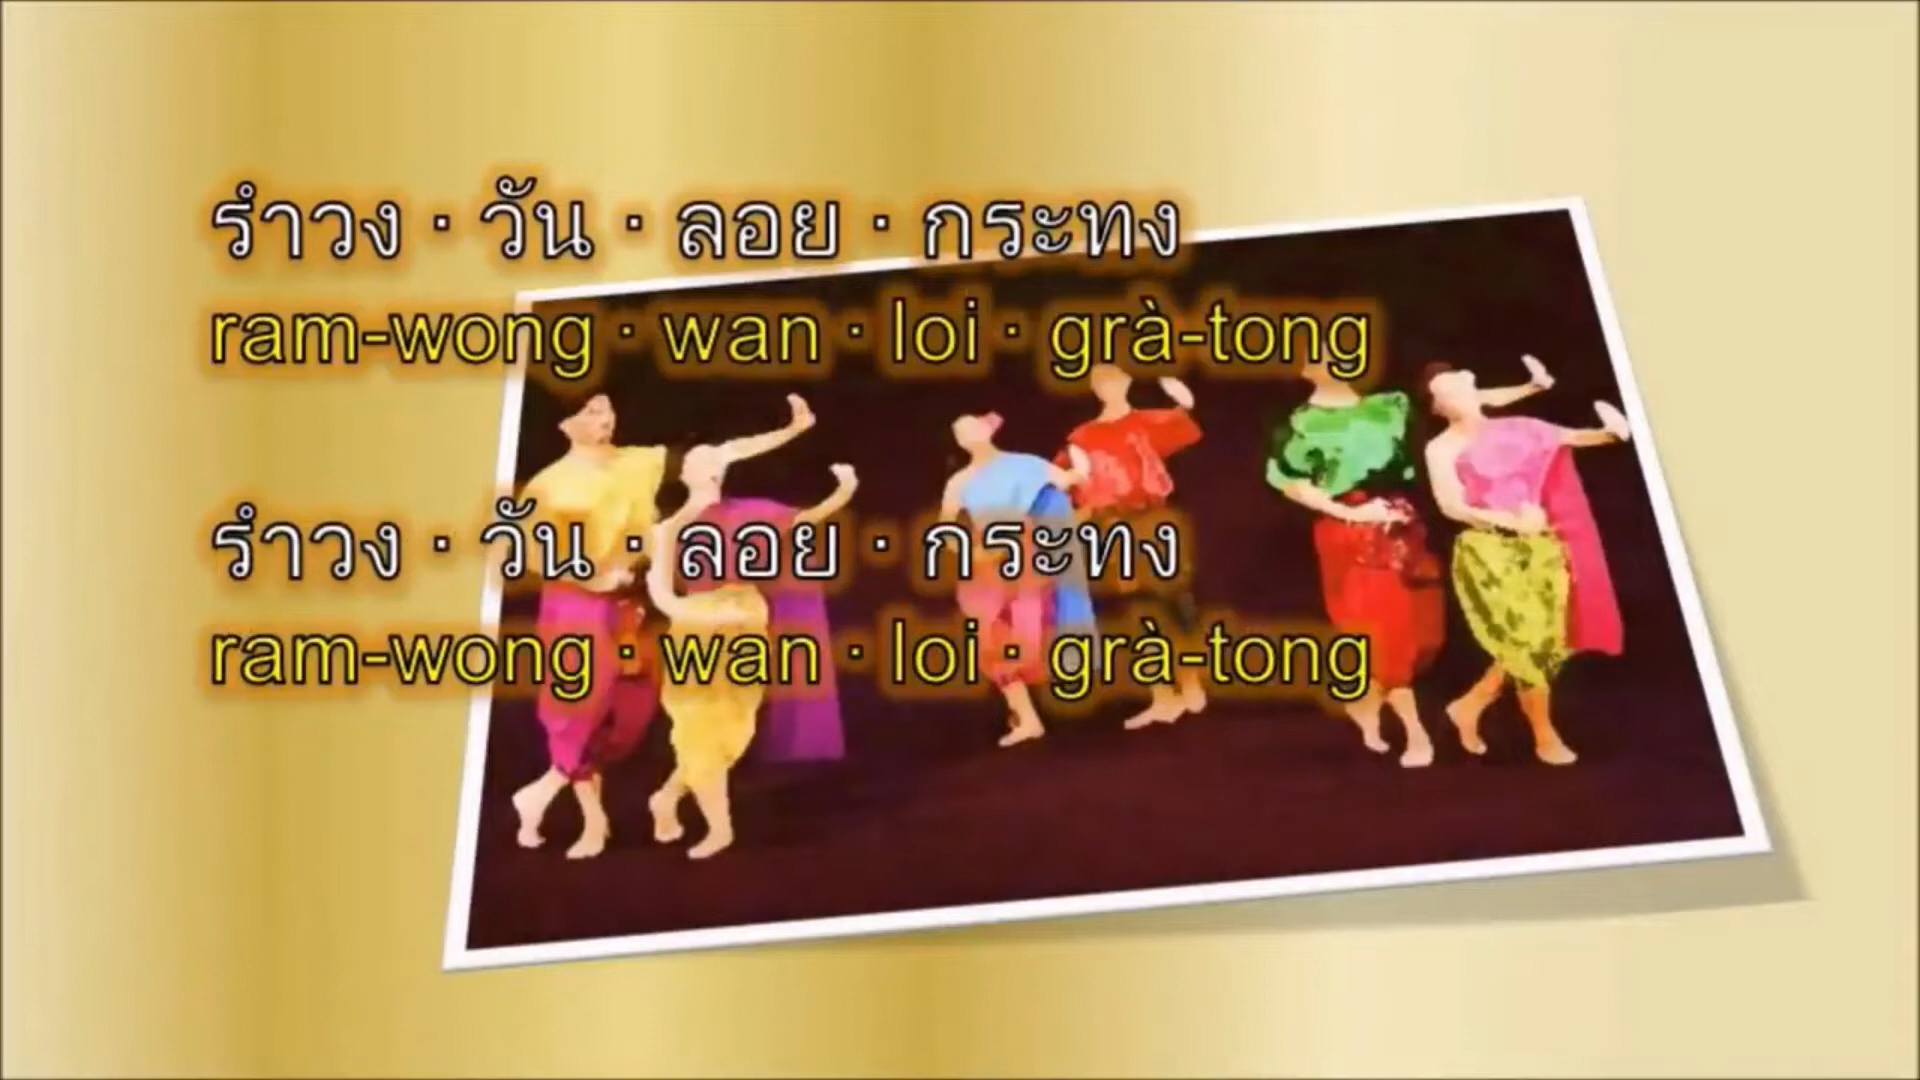 รำวง · วัน · ลอย · กระทง
ram-wong · wan · loi · grà-tong
รำวง · วัน · ลอย · กระทง
ram-wong · wan · loi · grà-tong